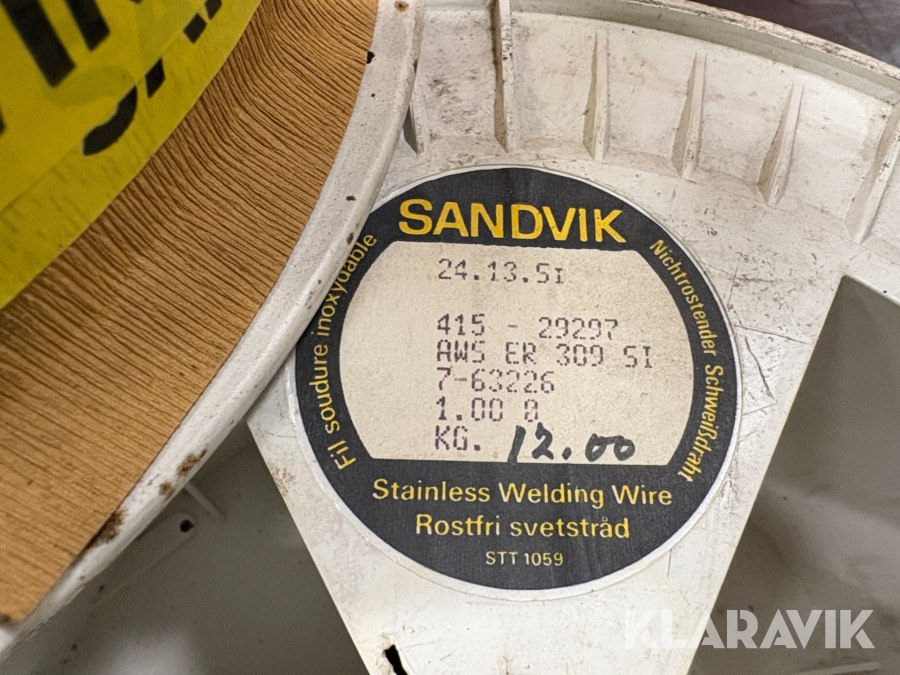 SANDVIK
24.13.SI
415 - 29297
AWS ER 309 SI
7-63226
1.00 Ø
KG. 12.00
Fil soudure inoxydable
Nichtrostender Schweißdraht
Stainless Welding Wire
Rostfri svetstråd
STT 1059
KLARAVIK